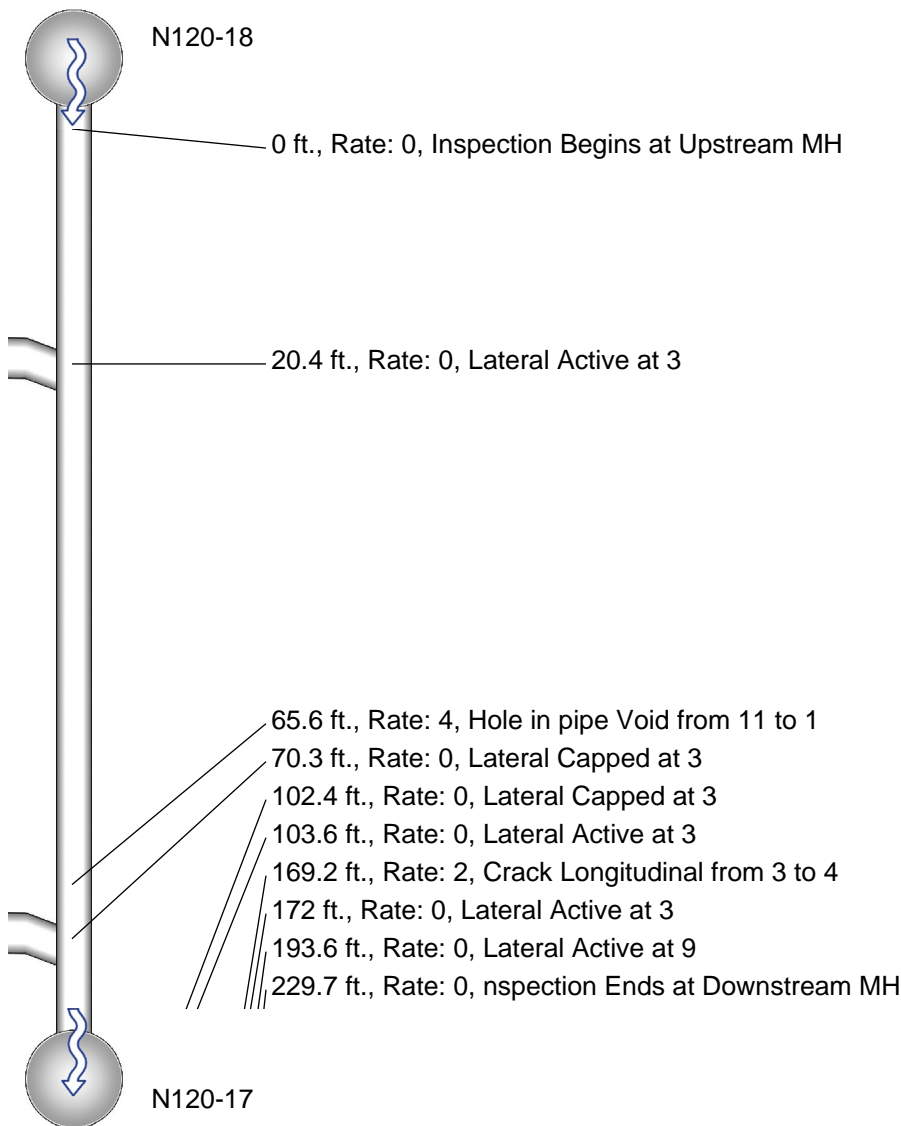 N120-18
0 ft., Rate: 0, Inspection Begins at Upstream MH
20.4 ft., Rate: 0, Lateral Active at 3
65.6 ft., Rate: 4, Hole in pipe Void from 11 to 1
70.3 ft., Rate: 0, Lateral Capped at 3
102.4 ft., Rate: 0, Lateral Capped at 3
103.6 ft., Rate: 0, Lateral Active at 3
169.2 ft., Rate: 2, Crack Longitudinal from 3 to 4
172 ft., Rate: 0, Lateral Active at 3
193.6 ft., Rate: 0, Lateral Active at 9
229.7 ft., Rate: 0, nspection Ends at Downstream MH
N120-17